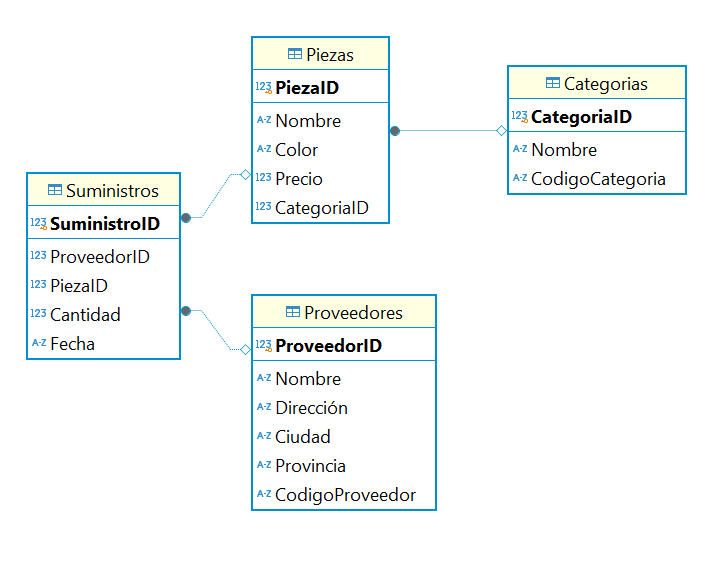 Piezas
123 PiezaID
A-Z Nombre
A-Z Color
123 Precio
123 CategoriaID
Categorias
123 CategoriaID
A-Z Nombre
A-Z CodigoCategoria
Suministros
123 SuministroID
123 ProveedorID
123 PiezaID
123 Cantidad
A-Z Fecha
Proveedores
123 ProveedorID
A-Z Nombre
A-Z Dirección
A-Z Ciudad
A-Z Provincia
A-Z CodigoProveedor